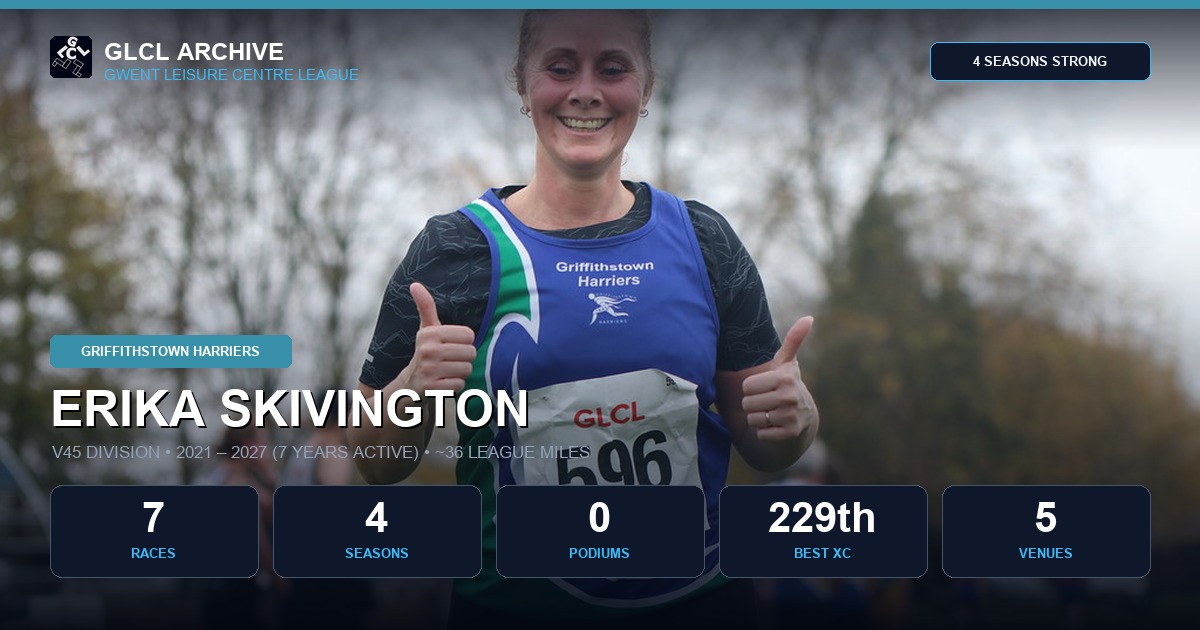 GLCL ARCHIVE
GWENT LEISURE CENTRE LEAGUE
4 SEASONS STRONG
Griffithstown
Harriers
HARRIERS
GLCL
596
GRIFFITHSTOWN HARRIERS
ERIKA SKIVINGTON
V45 DIVISION • 2021 – 2027 (7 YEARS ACTIVE) • ~36 LEAGUE MILES
7
RACES
4
SEASONS
0
PODIUMS
229th
BEST XC
5
VENUES